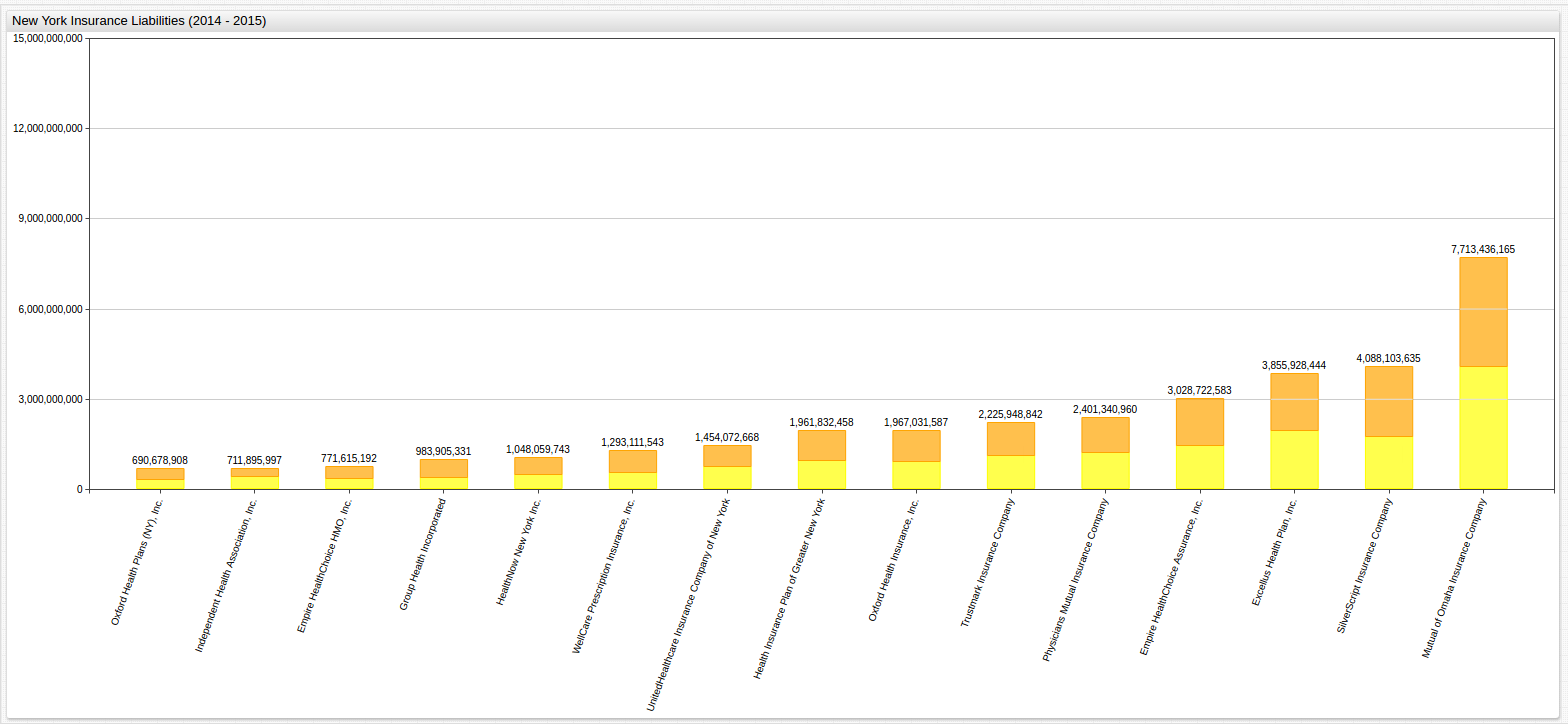 New York Insurance Liabilities (2014 - 2015)
15,000,000,000
12,000,000,000
9,000,000,000
6,000,000,000
3,000,000,000
0
690,678,908
711,895,997
771,615,192
983,905,331
1,048,059,743
1,293,111,543
1,454,072,668
1,961,832,458
1,967,031,587
2,225,948,842
2,401,340,960
3,028,722,583
3,855,928,444
4,088,103,635
7,713,436,165
Oxford Health Plans (NY), Inc.
Independent Health Association, Inc.
Empire HealthChoice HMO, Inc.
Group Health Incorporated
HealthNow New York Inc.
WellCare Prescription Insurance, Inc.
UnitedHealthcare Insurance Company of New York
Health Insurance Plan of Greater New York
Oxford Health Insurance, Inc.
Trustmark Insurance Company
Physicians Mutual Insurance Company
Empire HealthChoice Assurance, Inc.
Excellus Health Plan, Inc.
SilverScript Insurance Company
Mutual of Omaha Insurance Company